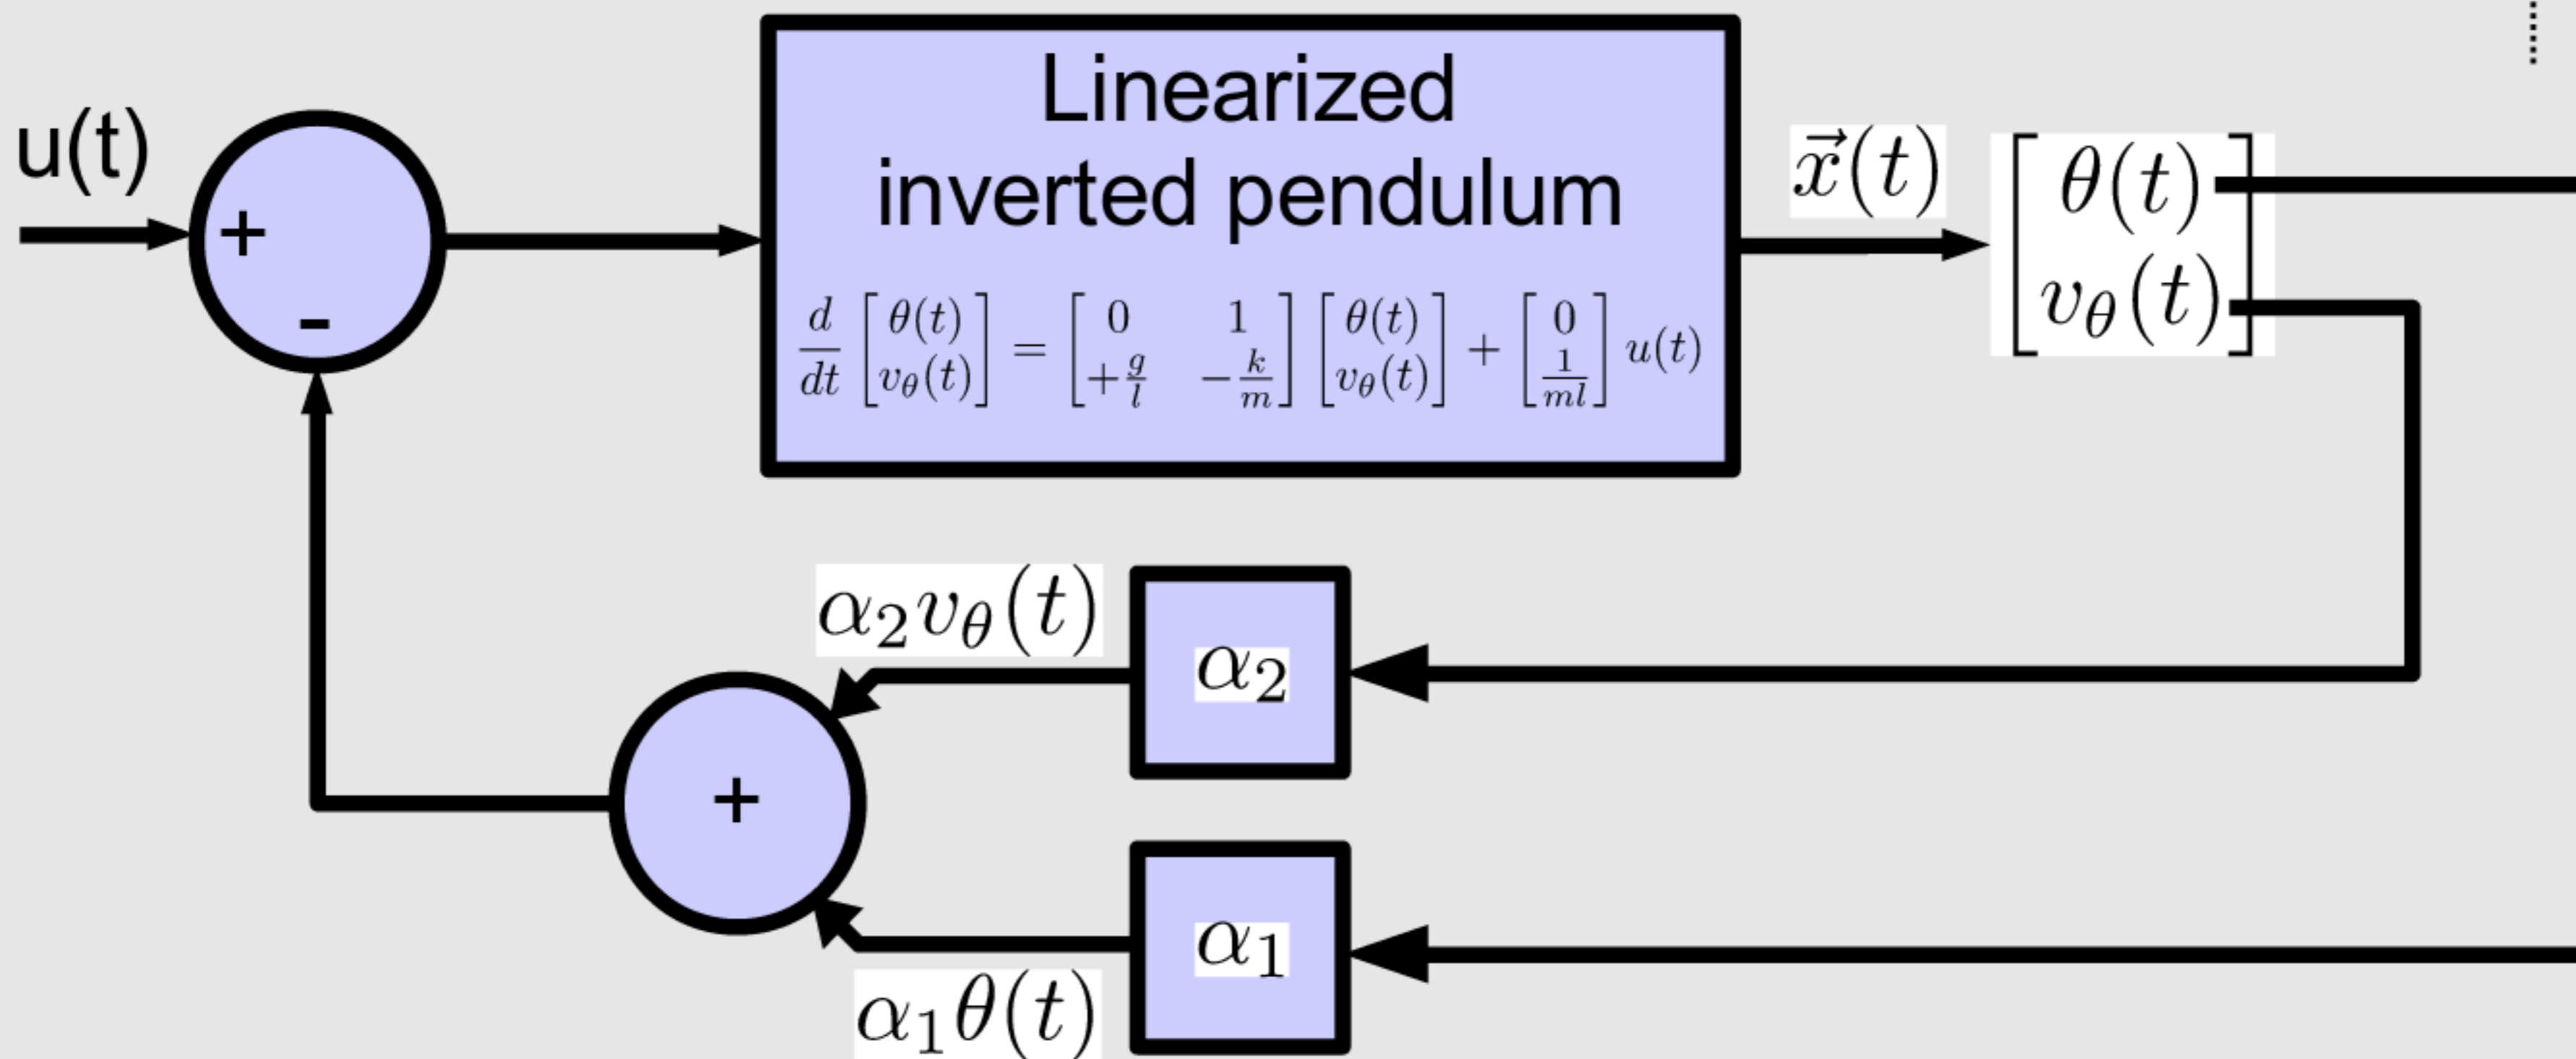 u(t)
+
-
Linearized
inverted pendulum
d/dt [θ(t) v_θ(t)] = [0 1 +g/l -k/m] [θ(t) v_θ(t)] + [0 1/ml] u(t)
x⃗(t)
θ(t)
v_θ(t)
α₂v_θ(t)
α₂
+
α₁
α₁θ(t)